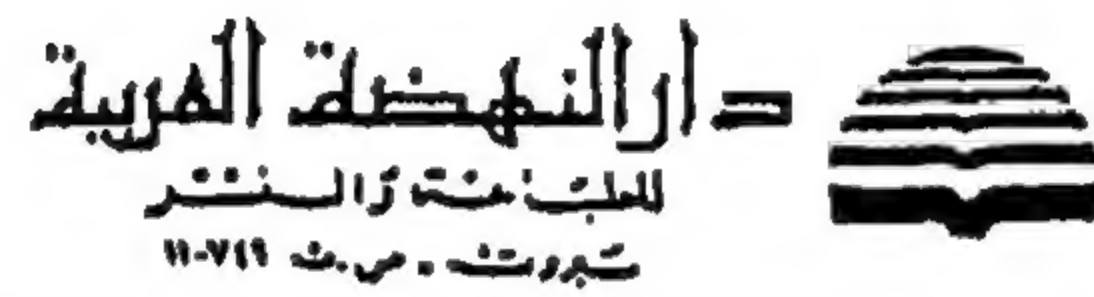 دار النهضة العربية
للطباعة والنشر
بيروت . ص.ب ٧٤٩-١١